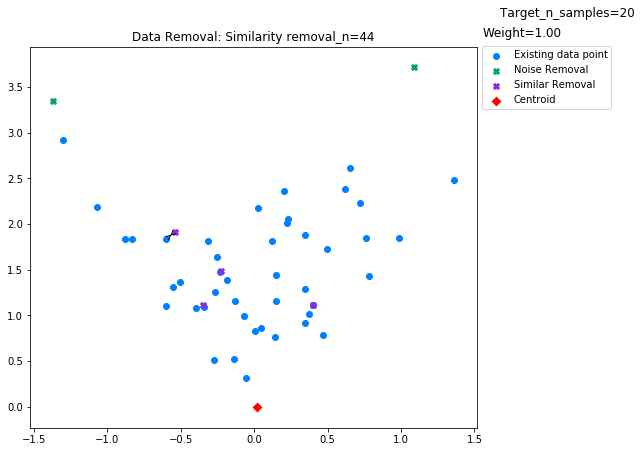 Target_n_samples=20
Weight=1.00
Data Removal: Similarity removal_n=44
Existing data point
Noise Removal
Similar Removal
Centroid
3.5
3.0
2.5
2.0
1.5
1.0
0.5
0.0
−1.5 −1.0 −0.5 0.0 0.5 1.0 1.5